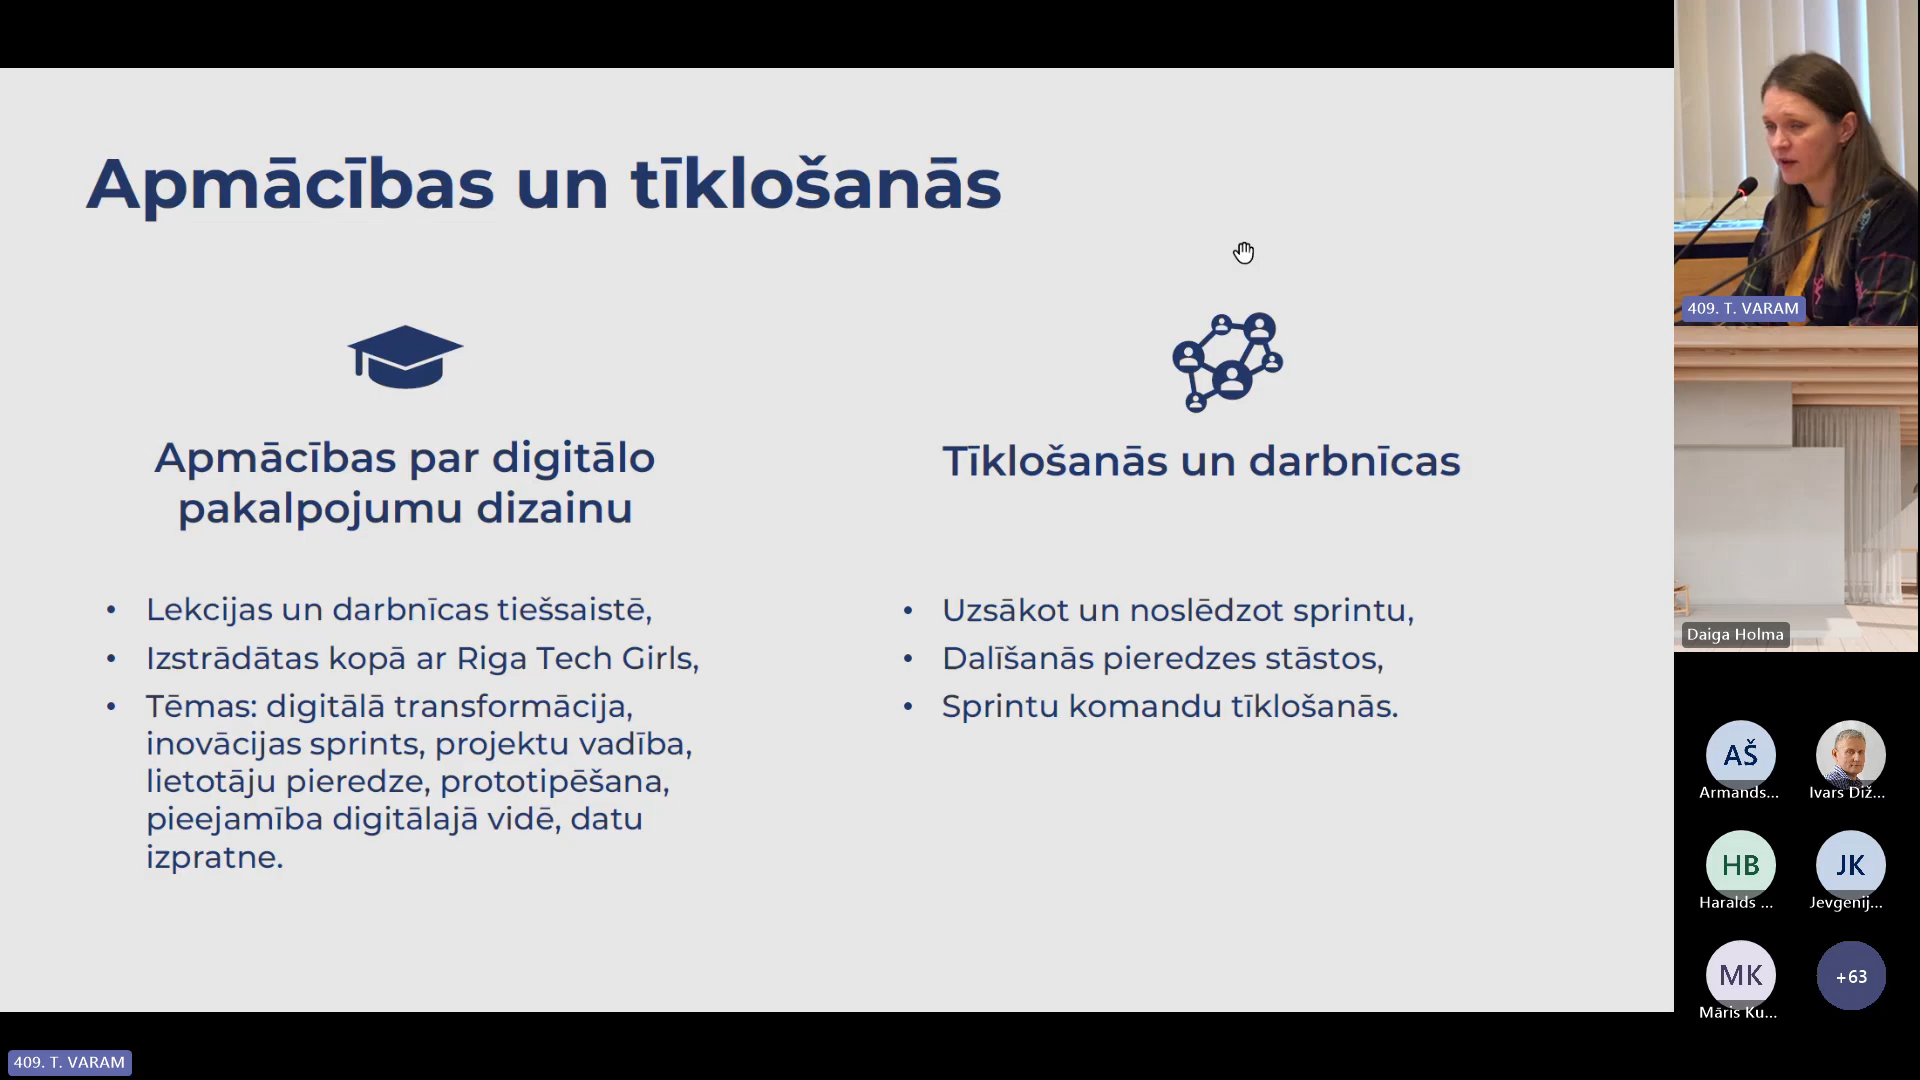 Apmācības un tīklošanās
Apmācības par digitālo
pakalpojumu dizainu
• Lekcijas un darbnīcas tiešsaistē,
• Izstrādātas kopā ar Riga Tech Girls,
• Tēmas: digitālā transformācija,
inovācijas sprints, projektu vadība,
lietotāju pieredze, prototipēšana,
pieejamība digitālajā vidē, datu
izpratne.
Tīklošanās un darbnīcas
• Uzsākot un noslēdzot sprintu,
• Dalīšanās pieredzes stāstos,
• Sprintu komandu tīklošanās.
409. T. VARAM
Daiga Holma
AŠ
Armands...
Ivars Diž...
HB
Haralds ...
JK
Jevgenij...
MK
Māris Ku...
+63
409. T. VARAM